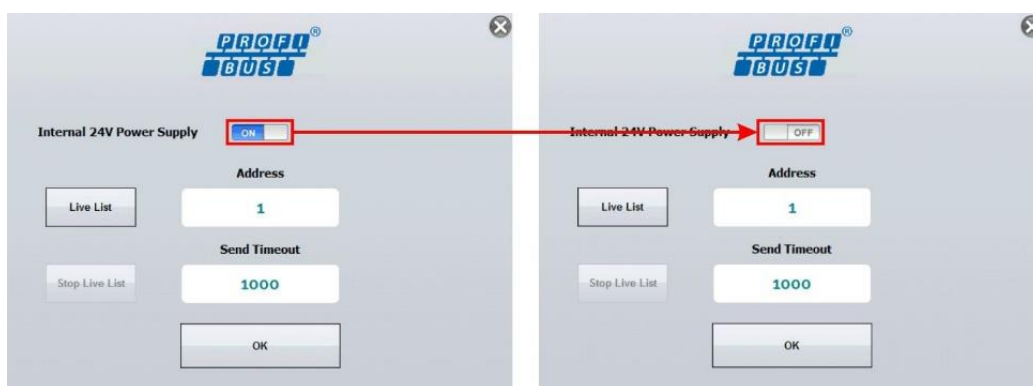 PROFI®
BUS
Internal 24V Power Supply ON
Address
Live List 1
Send Timeout
Stop Live List 1000
OK
PROFI®
BUS
Internal 24V Power Supply OFF
Address
Live List 1
Send Timeout
Stop Live List 1000
OK